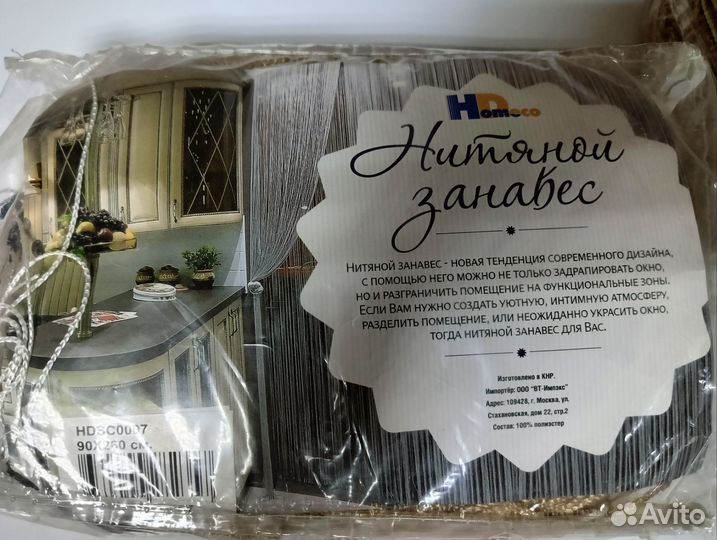 HDomeco
Нитяной
занавес
Нитяной занавес - новая тенденция современного дизайна,
с помощью него можно не только задрапировать окно,
но и разграничить помещение на функциональные зоны.
Если Вам нужно создать уютную, интимную атмосферу,
разделить помещение, или неожиданно украсить окно,
тогда нитяной занавес для Вас.
Изготовлено в КНР.
Импортёр: ООО "ВТ-Импэкс"
Адрес: 109428, г. Москва, ул.
Стахановская, дом 22, стр.2
Состав: 100% полиэстер
HDSC0007
90X260 см.
Avito